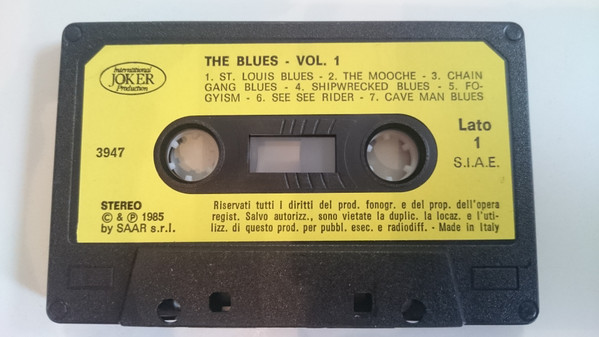 International
JOKER
Production
THE BLUES - VOL. 1
1. ST. LOUIS BLUES - 2. THE MOOCHE - 3. CHAIN
GANG BLUES - 4. SHIPWRECKED BLUES - 5. FO-
GYISM - 6. SEE SEE RIDER - 7. CAVE MAN BLUES
3947
Lato
1
S.I.A.E.
STEREO
© & ℗ 1985
by SAAR s.r.l.
Riservati tutti i diritti del prod. fonogr. e del prop. dell'opera
regist. Salvo autorizz., sono vietate la duplic. la locaz. e l'uti-
lizz. di questo prod. per pubbl. esec. e radiodiff. - Made in Italy